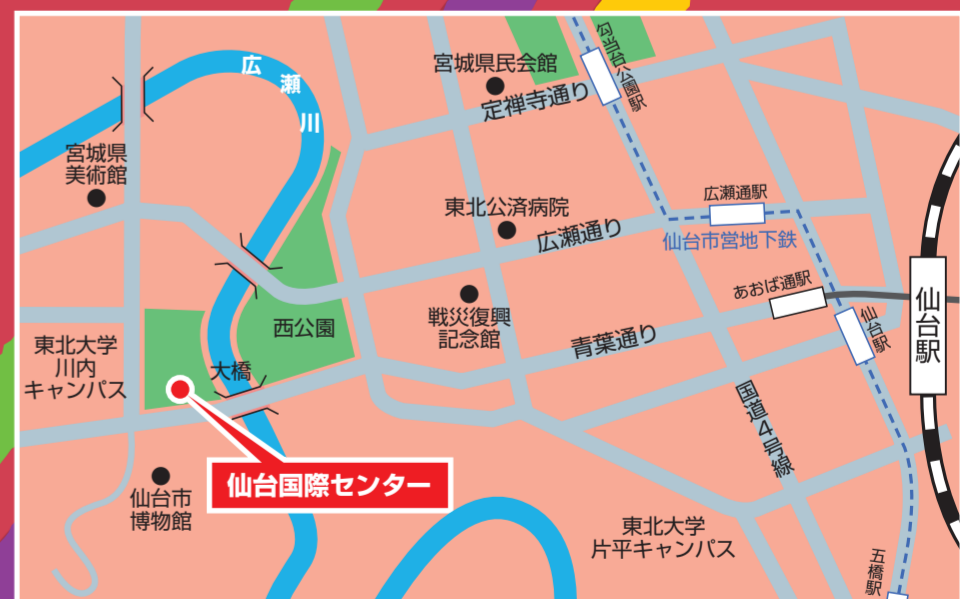 広瀬川
宮城県民会館
定禅寺通り
勾当台公園駅
宮城県
美術館
東北公済病院
広瀬通り
広瀬通駅
仙台市営地下鉄
あおば通駅
仙台駅
仙台駅
戦災復興
記念館
青葉通り
西公園
大橋
東北大学
川内
キャンパス
国道4号線
仙台国際センター
仙台市
博物館
東北大学
片平キャンパス
五橋駅